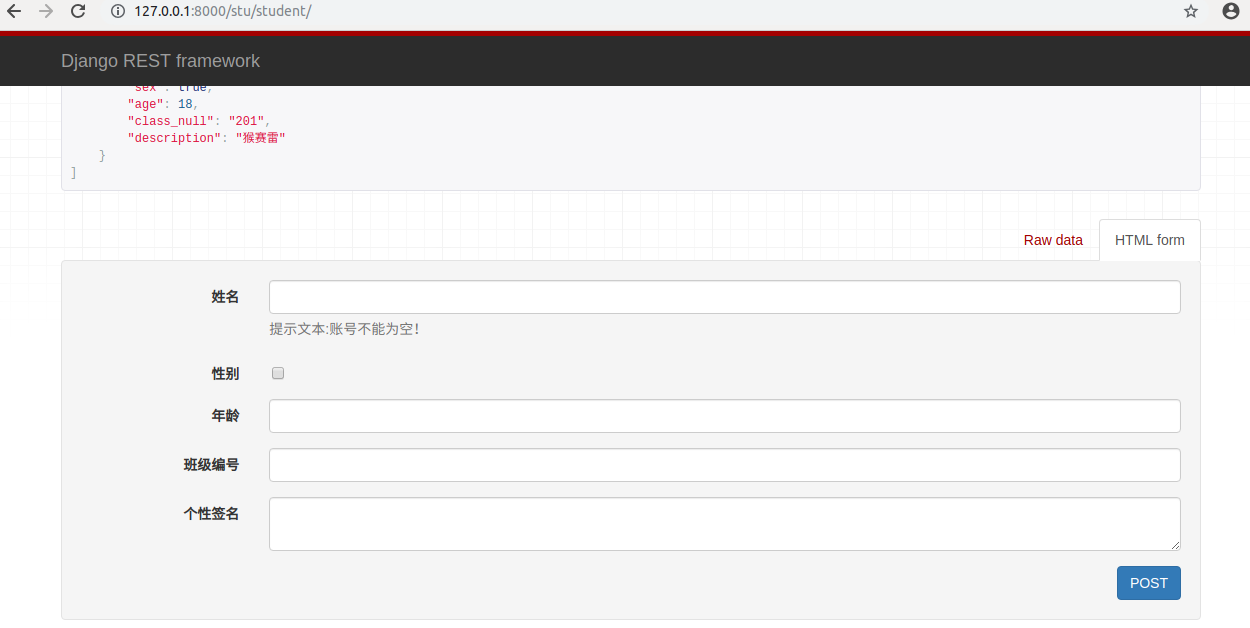 127.0.0.1:8000/stu/student/
Django REST framework
"sex": true,
"age": 18,
"class_null": "201",
"description": "猴赛雷"
}
]
Raw data HTML form
姓名
提示文本:账号不能为空!
性别
年龄
班级编号
个性签名
POST